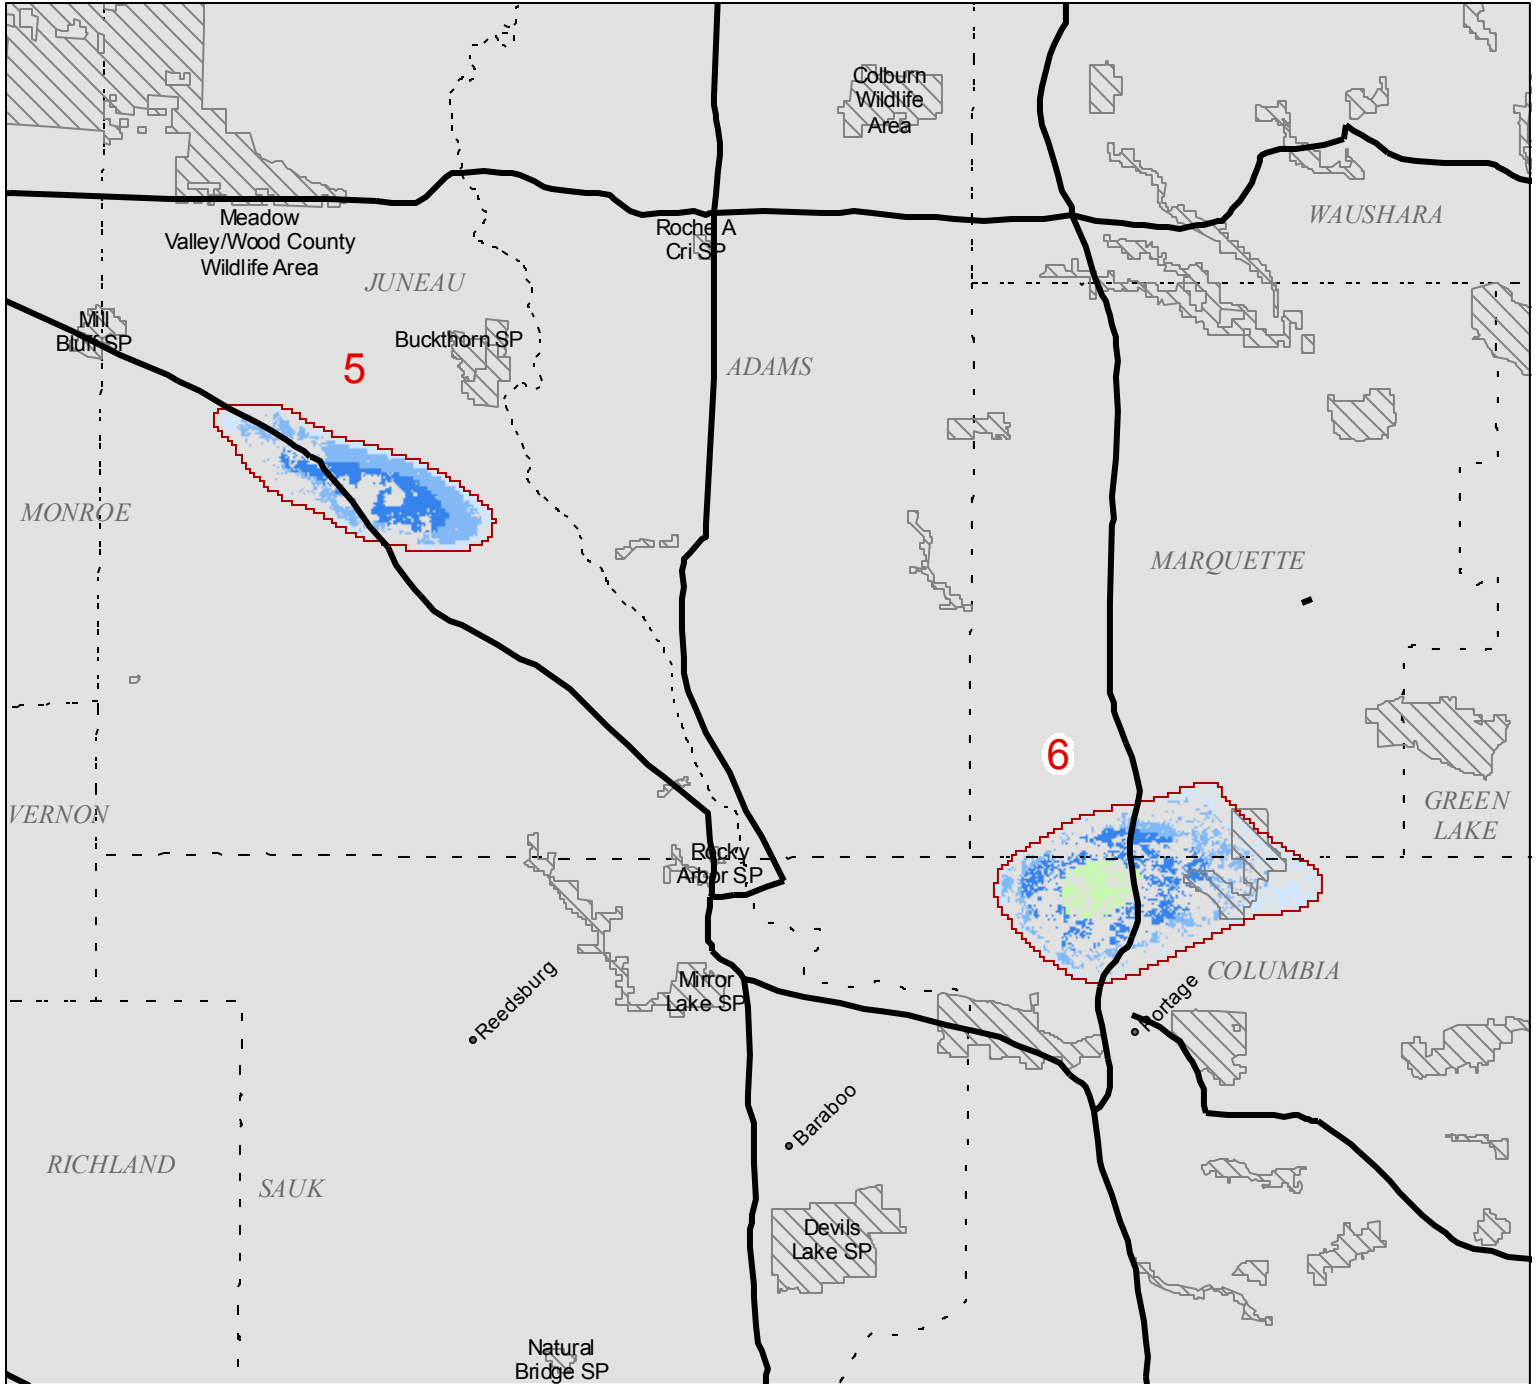 Colburn
Wildlife
Area
Meadow
Valley/Wood County
Wildlife Area
Roche A
Cri SP
WAUSHARA
JUNEAU
Mill
Bluff SP
Buckthorn SP
5
ADAMS
MONROE
MARQUETTE
6
VERNON
GREEN
LAKE
Rocky
Arbor SP
Mirror
Lake SP
COLUMBIA
Reedsburg
Portage
Baraboo
RICHLAND
SAUK
Devils
Lake SP
Natural
Bridge SP